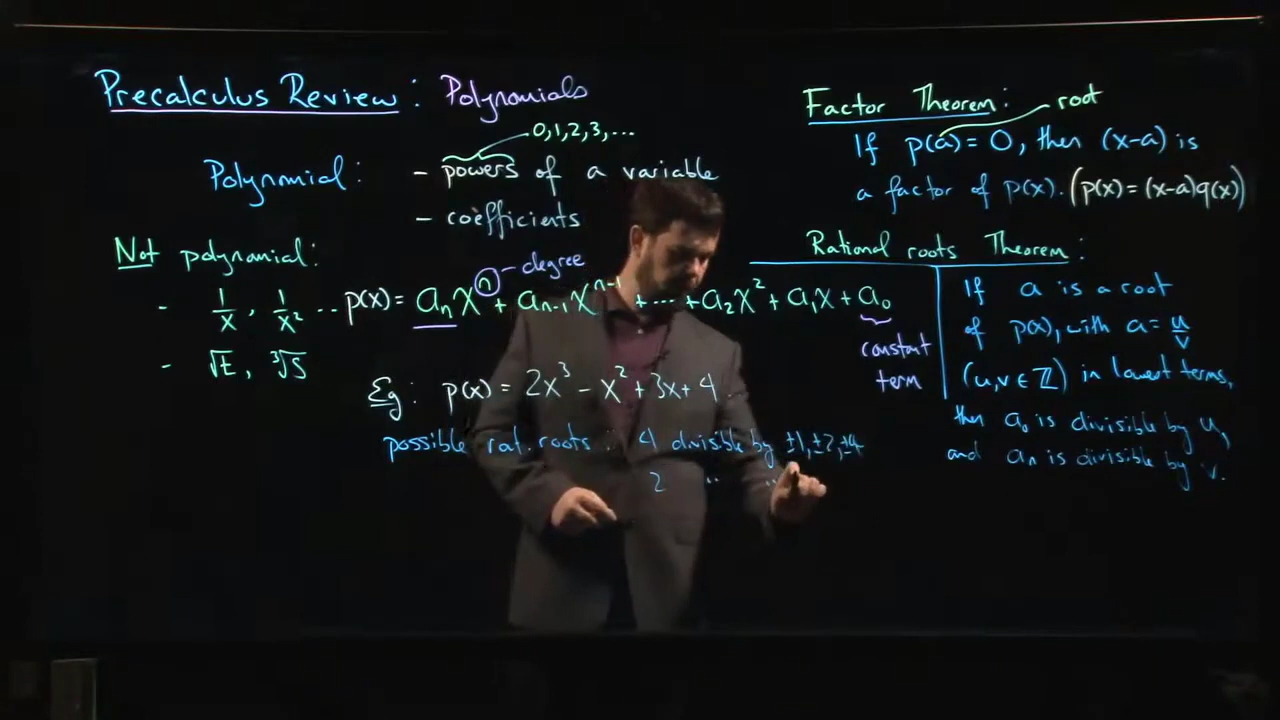 Precalculus Review: Polynomials
0,1,2,3,...
Polynomial: - powers of a variable
- coefficients
Not polynomial:
- 1/x, 1/x² ...
- √t, ³√5
degree
p(x) = aₙxⁿ + aₙ₋₁xⁿ⁻¹ + ... + a₂x² + a₁x + a₀
constant
term
Eg: p(x) = 2x³ - x² + 3x + 4
possible rat. roots: 4 divisible by ±1, ±2, ±4
2 " "
Factor Theorem: root
If p(a) = 0, then (x-a) is
a factor of p(x). (p(x) = (x-a)q(x))
Rational roots Theorem:
If a is a root
of p(a), with a = u/v
(u,v ∈ ℤ) in lowest terms,
then a₀ is divisible by u,
and aₙ is divisible by v.